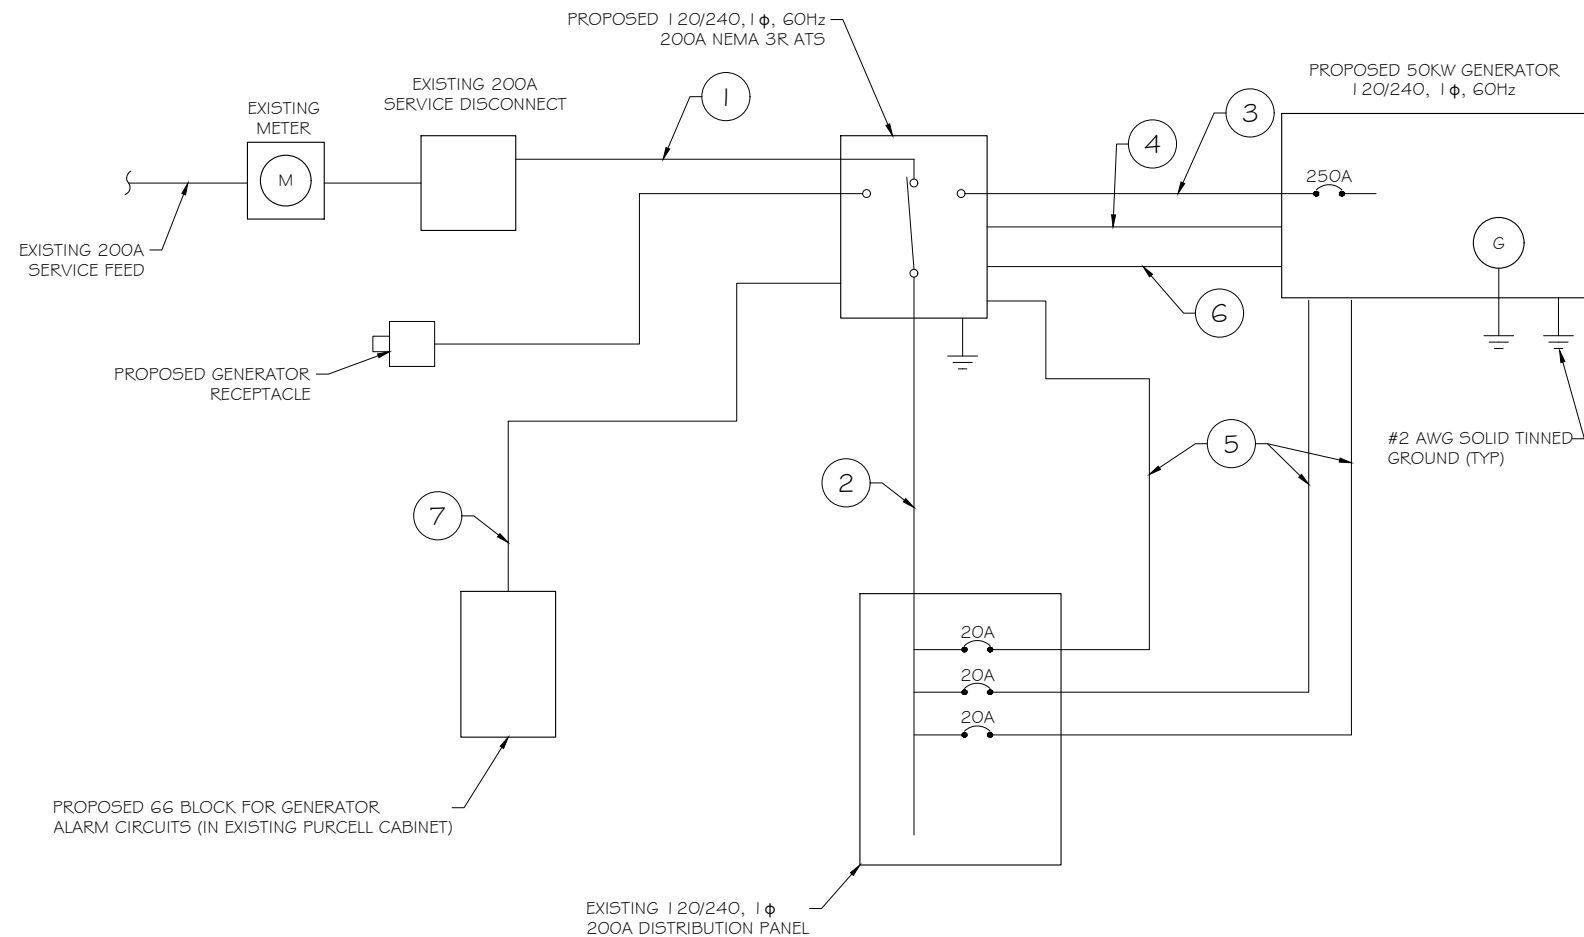 PROPOSED 120/240, 1ϕ, 60Hz
200A NEMA 3R ATS
EXISTING 200A
SERVICE DISCONNECT
1
PROPOSED 50KW GENERATOR
120/240, 1ϕ, 60Hz
EXISTING
METER
3
4
M
250A
EXISTING 200A
SERVICE FEED
G
6
PROPOSED GENERATOR
RECEPTACLE
#2 AWG SOLID TINNED
GROUND (TYP)
5
2
7
20A
20A
20A
PROPOSED 66 BLOCK FOR GENERATOR
ALARM CIRCUITS (IN EXISTING PURCELL CABINET)
EXISTING 120/240, 1ϕ
200A DISTRIBUTION PANEL